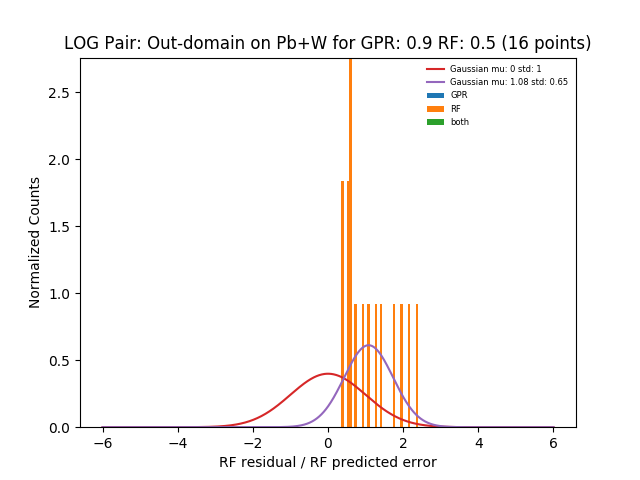 LOG Pair: Out-domain on Pb+W for GPR: 0.9 RF: 0.5 (16 points)
Gaussian mu: 0 std: 1
Gaussian mu: 1.08 std: 0.65
GPR
RF
both
2.5
2.0
1.5
1.0
0.5
0.0
Normalized Counts
−6 −4 −2 0 2 4 6
RF residual / RF predicted error